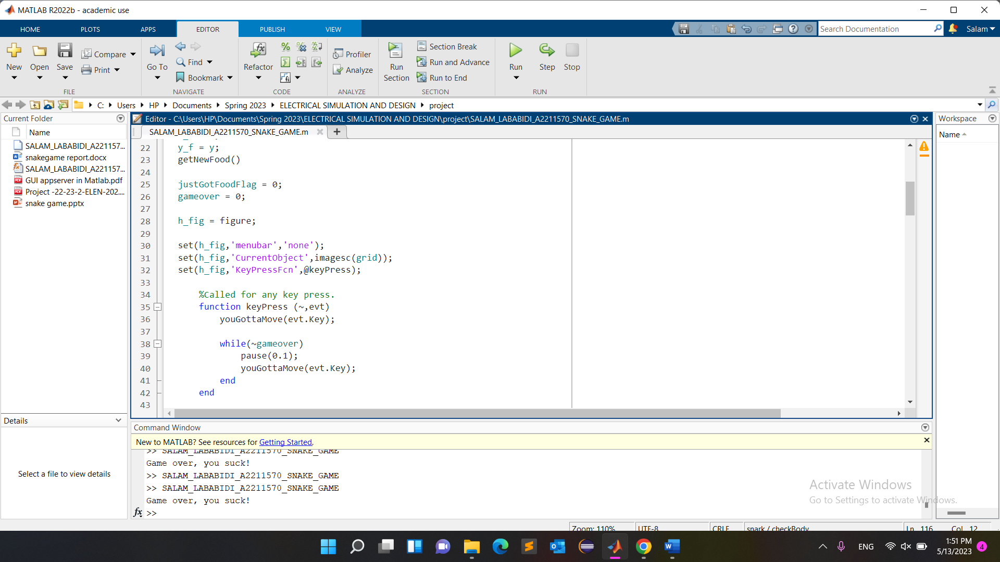 MATLAB R2022b - academic use
HOME PLOTS APPS EDITOR PUBLISH VIEW
Search Documentation
Salam
New Open Save Compare Print
FILE
Go To Find Bookmark
NAVIGATE
Refactor
CODE
Profiler Analyze
ANALYZE
Run Section Section Break Run and Advance Run to End
SECTION
Run Step Stop
RUN
C: Users HP Documents Spring 2023 ELECTRICAL SIMULATION AND DESIGN project
Current Folder
Name
SALAM_LABABIDI_A221157...
snakegame report.docx
SALAM_LABABIDI_A221157...
GUI appserver in Matlab.pdf
Project -22-23-2-ELEN-202....
snake game.pptx
Details
Select a file to view details
Editor - C:\Users\HP\Documents\Spring 2023\ELECTRICAL SIMULATION AND DESIGN\project\SALAM_LABABIDI_A2211570_SNAKE_GAME.m
SALAM_LABABIDI_A2211570_SNAKE_GAME.m
22 y_f = y;
23 getNewFood()
24
25 justGotFoodFlag = 0;
26 gameover = 0;
27
28 h_fig = figure;
29
30 set(h_fig,'menubar','none');
31 set(h_fig,'CurrentObject',imagesc(grid));
32 set(h_fig,'KeyPressFcn',@keyPress);
33
34 %Called for any key press.
35 function keyPress (~,evt)
36 youGottaMove(evt.Key);
37
38 while(~gameover)
39 pause(0.1);
40 youGottaMove(evt.Key);
41 end
42 end
43
Workspace
Name
Command Window
New to MATLAB? See resources for Getting Started.
>> SALAM_LABABIDI_A2211570_SNAKE_GAME
Game over, you suck!
>> SALAM_LABABIDI_A2211570_SNAKE_GAME
>> SALAM_LABABIDI_A2211570_SNAKE_GAME
Game over, you suck!
fx >>
Activate Windows
Go to Settings to activate Windows.
Zoom: 110% UTF-8 CRLF snark / checkBody Ln 116 Col 12
ENG
1:51 PM
5/13/2023
4